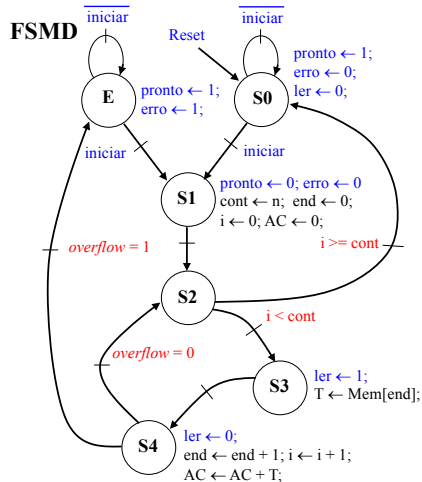 iniciar
iniciar
FSMD
Reset
pronto ← 1;
erro ← 0;
ler ← 0;
E
S0
pronto ← 1;
erro ← 1;
iniciar
iniciar
S1
pronto ← 0; erro ← 0
cont ← n; end ← 0;
i ← 0; AC ← 0;
overflow = 1
i >= cont
S2
i < cont
overflow = 0
S3
ler ← 1;
T ← Mem[end];
S4
ler ← 0;
end ← end + 1; i ← i + 1;
AC ← AC + T;